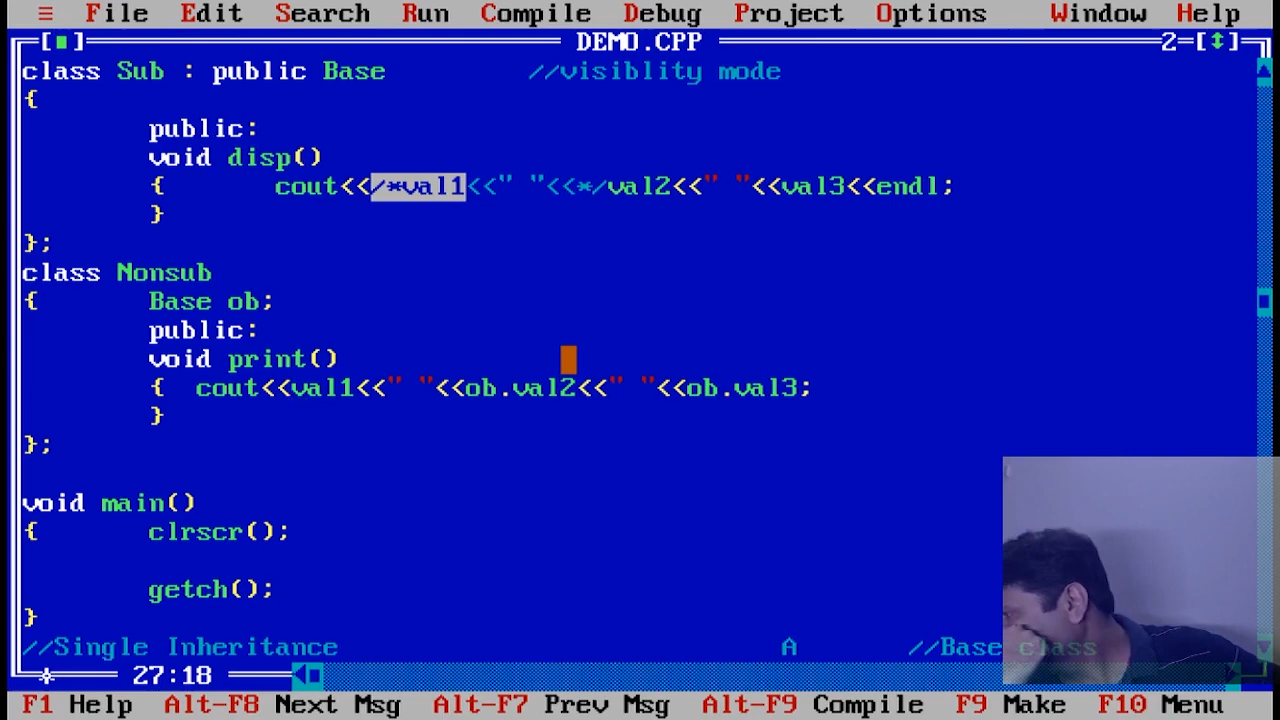 ≡ File Edit Search Run Compile Debug Project Options Window Help
[■] DEMO.CPP 2=[↕]
class Sub : public Base //visiblity mode
{
public:
void disp()
{ cout<</*val1<<" "<<*/val2<<" "<<val3<<endl;
}
};
class Nonsub
{ Base ob;
public:
void print()
{ cout<<val1<<" "<<ob.val2<<" "<<ob.val3;
}
};
void main()
{ clrscr();
getch();
}
//Single Inheritance A //Base class
27:18
F1 Help Alt-F8 Next Msg Alt-F7 Prev Msg Alt-F9 Compile F9 Make F10 Menu